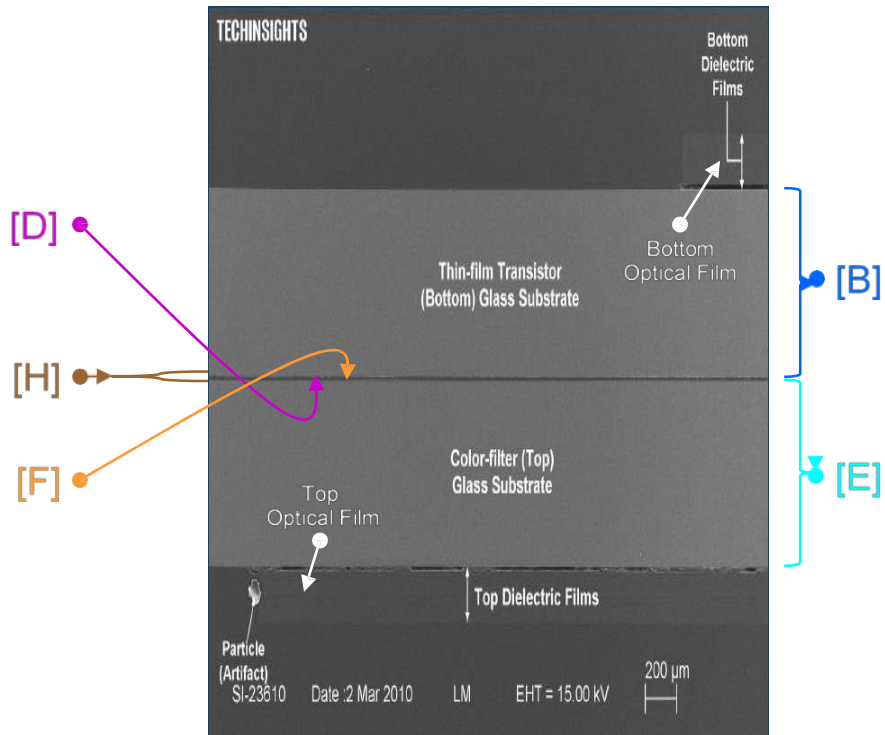 TECHINSIGHTS
Bottom
Dielectric
Films
[D]
Bottom
Optical Film
Thin-film Transistor
(Bottom) Glass Substrate
[B]
[H]
[F]
Color-filter (Top)
Glass Substrate
[E]
Top
Optical Film
Top Dielectric Films
Particle
(Artifact)
200 µm
SI-23610 Date :2 Mar 2010 LM EHT = 15.00 kV